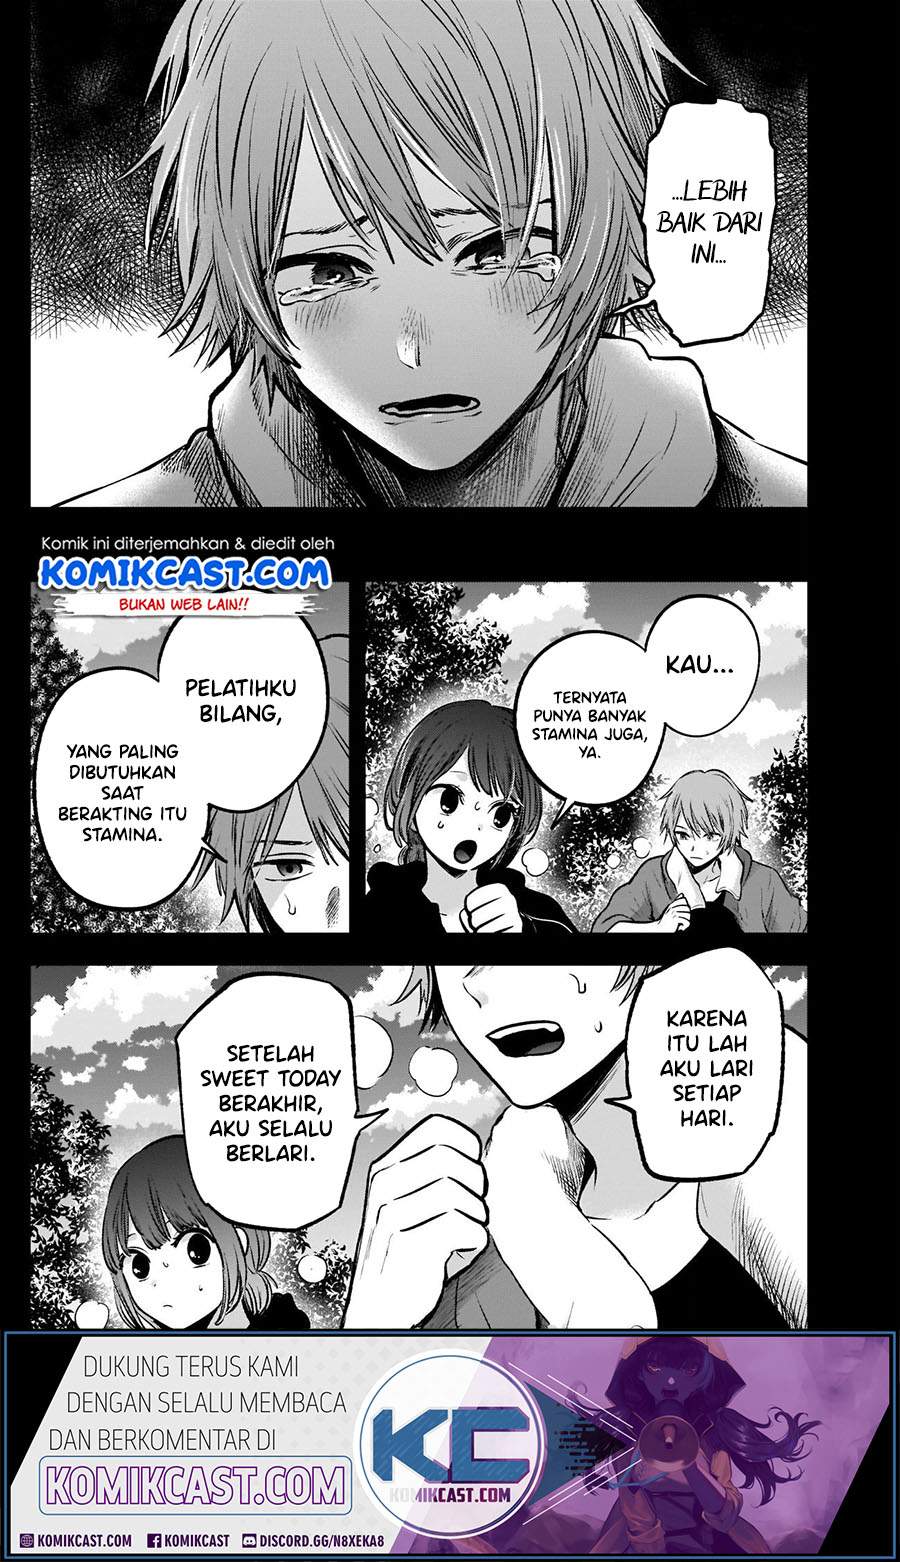 ...LEBIH
BAIK DARI
INI...
Komik ini diterjemahkan & diedit oleh
KOMIKCAST.COM
BUKAN WEB LAIN!!
KAU...
TERNYATA
PUNYA BANYAK
STAMINA JUGA,
YA.
PELATIHKU
BILANG,
YANG PALING
DIBUTUHKAN
SAAT
BERAKTING ITU
STAMINA.
KARENA
ITU LAH
AKU LARI
SETIAP
HARI.
SETELAH
SWEET TODAY
BERAKHIR,
AKU SELALU
BERLARI.
DUKUNG TERUS KAMI
DENGAN SELALU MEMBACA
DAN BERKOMENTAR DI
KOMIKCAST.COM
KC
KOMIKCAST.COM
KOMIKCAST.COM KOMIKCAST DISCORD.GG/N8XEKA8